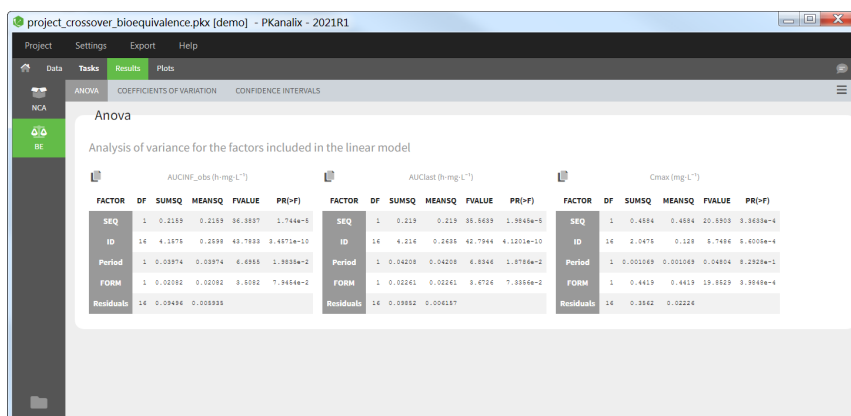 project_crossover_bioequivalence.pkx [demo] - PKanalix - 2021R1
Project Settings Export Help
Data Tasks Results Plots
NCA
BE
ANOVA COEFFICIENTS OF VARIATION CONFIDENCE INTERVALS
Anova
Analysis of variance for the factors included in the linear model
AUCINF_obs (h·mg·L⁻¹)
FACTOR DF SUMSQ MEANSQ FVALUE PR(>F)
SEQ 1 0.2159 0.2159 36.3837 1.744e-5
ID 16 4.1575 0.2598 43.7833 3.4571e-10
Period 1 0.03974 0.03974 6.6955 1.9835e-2
FORM 1 0.02082 0.02082 3.5082 7.9454e-2
Residuals 16 0.09496 0.005935
AUClast (h·mg·L⁻¹)
FACTOR DF SUMSQ MEANSQ FVALUE PR(>F)
SEQ 1 0.219 0.219 35.5639 1.9845e-5
ID 16 4.216 0.2635 42.7944 4.1201e-10
Period 1 0.04208 0.04208 6.8346 1.8786e-2
FORM 1 0.02261 0.02261 3.6726 7.3356e-2
Residuals 16 0.09852 0.006157
Cmax (mg·L⁻¹)
FACTOR DF SUMSQ MEANSQ FVALUE PR(>F)
SEQ 1 0.4584 0.4584 20.5903 3.3633e-4
ID 16 2.0475 0.128 5.7486 5.6005e-4
Period 1 0.001069 0.001069 0.04804 8.2928e-1
FORM 1 0.4419 0.4419 19.8529 3.9848e-4
Residuals 16 0.3562 0.02226